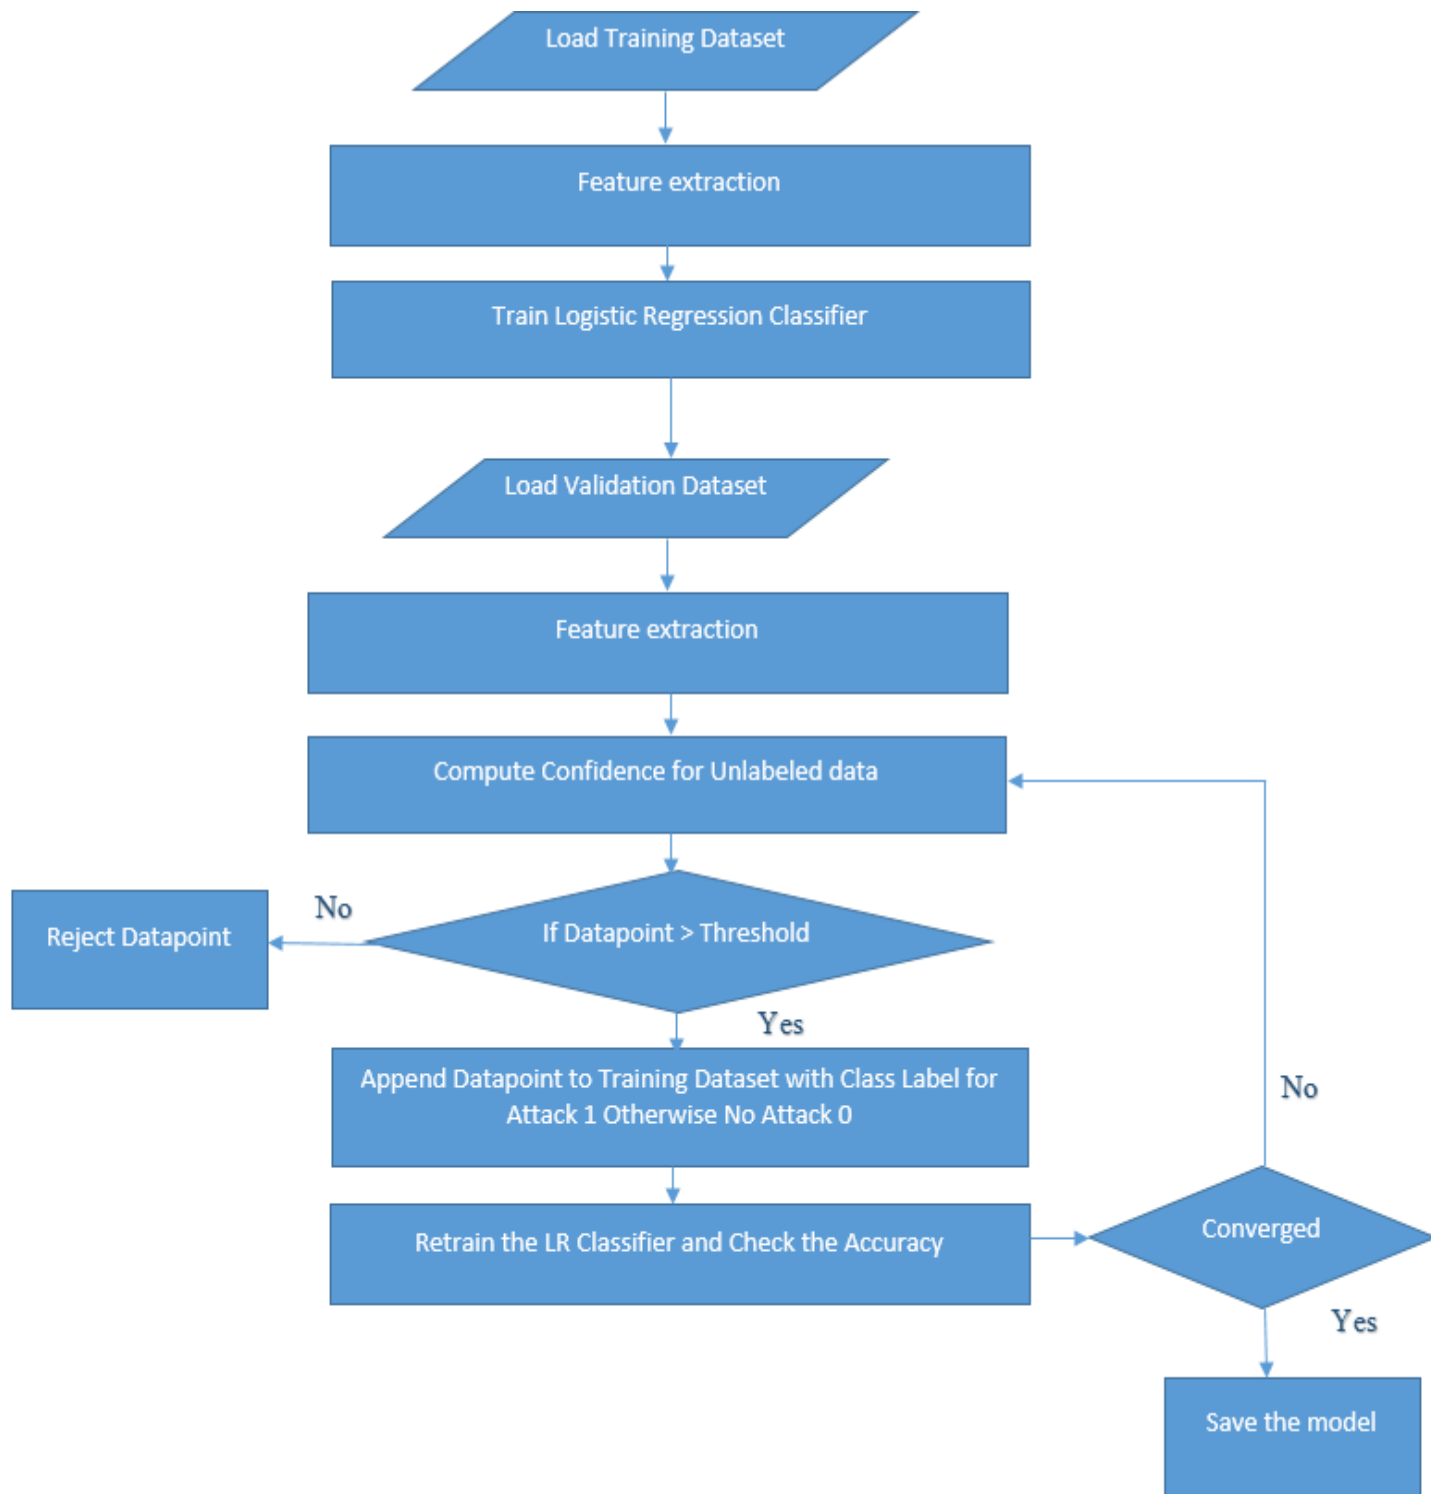 Load Training Dataset
Feature extraction
Train Logistic Regression Classifier
Load Validation Dataset
Feature extraction
Compute Confidence for Unlabeled data
If Datapoint > Threshold
No
Reject Datapoint
Yes
Append Datapoint to Training Dataset with Class Label for
Attack 1 Otherwise No Attack 0
Retrain the LR Classifier and Check the Accuracy
Converged
No
Yes
Save the model